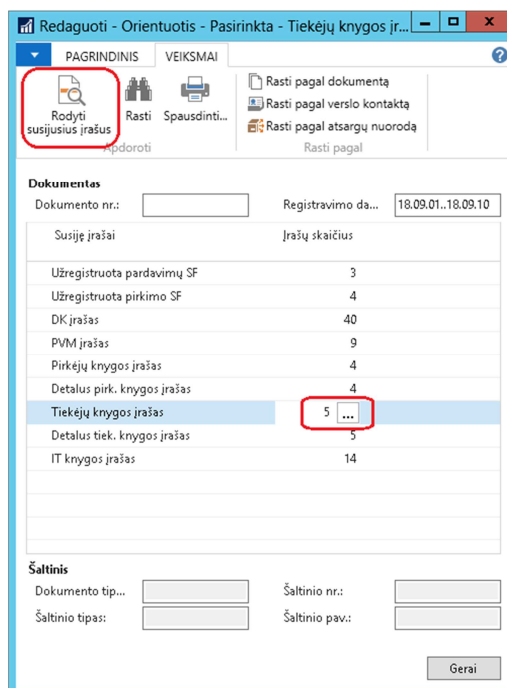 Redaguoti - Orientuotis - Pasirinkta - Tiekėjų knygos įr...
PAGRINDINIS VEIKSMAI
Rodyti susijusius įrašus
Rasti
Spausdinti...
Rasti pagal dokumentą
Rasti pagal verslo kontaktą
Rasti pagal atsargų nuorodą
Apdoroti
Rasti pagal
Dokumentas
Dokumento nr.: Registravimo da... 18.09.01..18.09.10
Susiję įrašai Įrašų skaičius
Užregistruota pardavimų SF 3
Užregistruota pirkimo SF 4
DK įrašas 40
PVM įrašas 9
Pirkėjų knygos įrašas 4
Detalus pirk. knygos įrašas 4
Tiekėjų knygos įrašas 5 ...
Detalus tiek. knygos įrašas 5
IT knygos įrašas 14
Šaltinis
Dokumento tip... Šaltinio nr.:
Šaltinio tipas: Šaltinio pav.:
Gerai